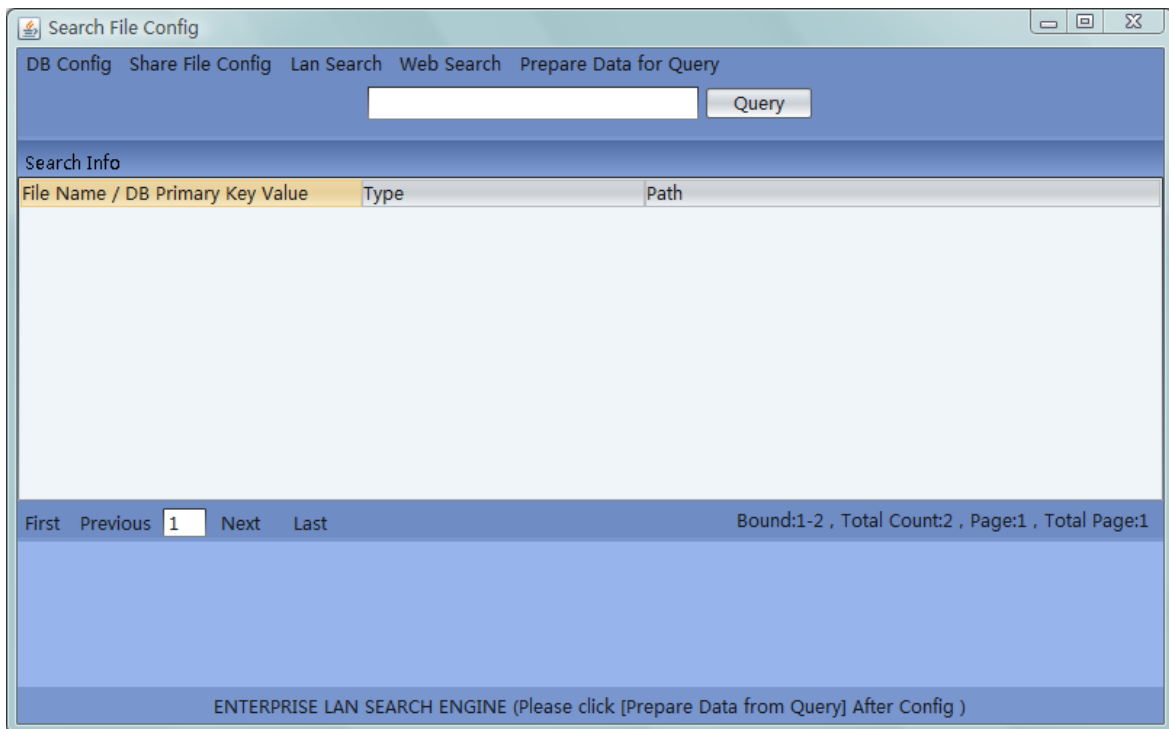 Search File Config
DB Config Share File Config Lan Search Web Search Prepare Data for Query
Query
Search Info
File Name / DB Primary Key Value Type Path
First Previous 1 Next Last Bound:1-2 , Total Count:2 , Page:1 , Total Page:1
ENTERPRISE LAN SEARCH ENGINE (Please click [Prepare Data from Query] After Config )